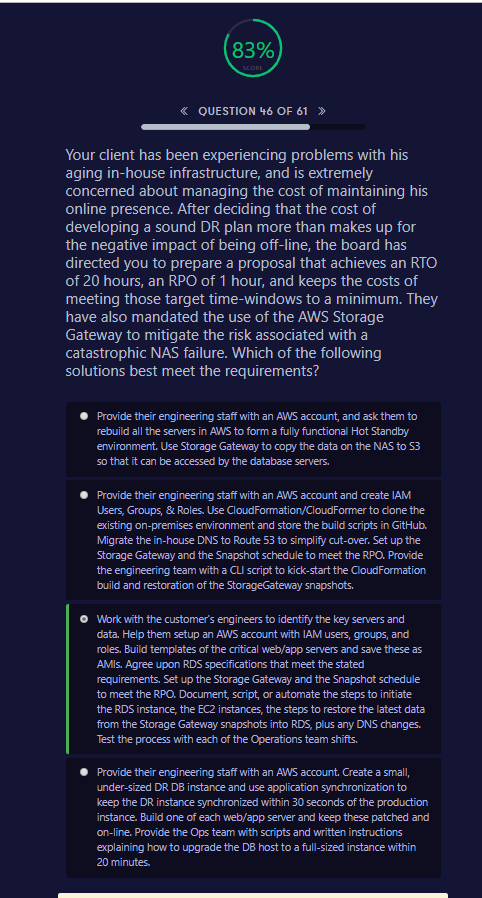 83%
SCORE
« QUESTION 46 OF 61 »
Your client has been experiencing problems with his
aging in-house infrastructure, and is extremely
concerned about managing the cost of maintaining his
online presence. After deciding that the cost of
developing a sound DR plan more than makes up for
the negative impact of being off-line, the board has
directed you to prepare a proposal that achieves an RTO
of 20 hours, an RPO of 1 hour, and keeps the costs of
meeting those target time-windows to a minimum. They
have also mandated the use of the AWS Storage
Gateway to mitigate the risk associated with a
catastrophic NAS failure. Which of the following
solutions best meet the requirements?
Provide their engineering staff with an AWS account, and ask them to
rebuild all the servers in AWS to form a fully functional Hot Standby
environment. Use Storage Gateway to copy the data on the NAS to S3
so that it can be accessed by the database servers.
Provide their engineering staff with an AWS account and create IAM
Users, Groups, & Roles. Use CloudFormation/CloudFormer to clone the
existing on-premises environment and store the build scripts in GitHub.
Migrate the in-house DNS to Route 53 to simplify cut-over. Set up the
Storage Gateway and the Snapshot schedule to meet the RPO. Provide
the engineering team with a CLI script to kick-start the CloudFormation
build and restoration of the StorageGateway snapshots.
Work with the customer's engineers to identify the key servers and
data. Help them setup an AWS account with IAM users, groups, and
roles. Build templates of the critical web/app servers and save these as
AMIs. Agree upon RDS specifications that meet the stated
requirements. Set up the Storage Gateway and the Snapshot schedule
to meet the RPO. Document, script, or automate the steps to initiate
the RDS instance, the EC2 instances, the steps to restore the latest data
from the Storage Gateway snapshots into RDS, plus any DNS changes.
Test the process with each of the Operations team shifts.
Provide their engineering staff with an AWS account. Create a small,
under-sized DR DB instance and use application synchronization to
keep the DR instance synchronized within 30 seconds of the production
instance. Build one of each web/app server and keep these patched and
on-line. Provide the Ops team with scripts and written instructions
explaining how to upgrade the DB host to a full-sized instance within
20 minutes.